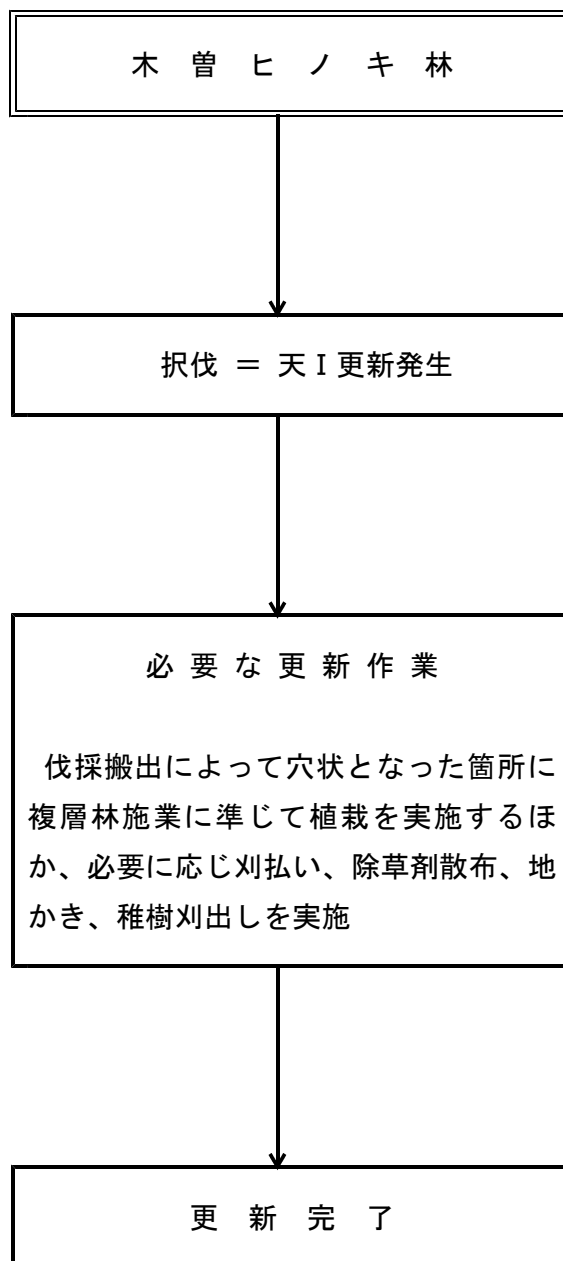 木 曽 ヒ ノ キ 林
択伐 ＝ 天Ⅰ更新発生
必 要 な 更 新 作 業
伐採搬出によって穴状となった箇所に
複層林施業に準じて植栽を実施するほ
か、必要に応じ刈払い、除草剤散布、地
かき、稚樹刈出しを実施
更 新 完 了